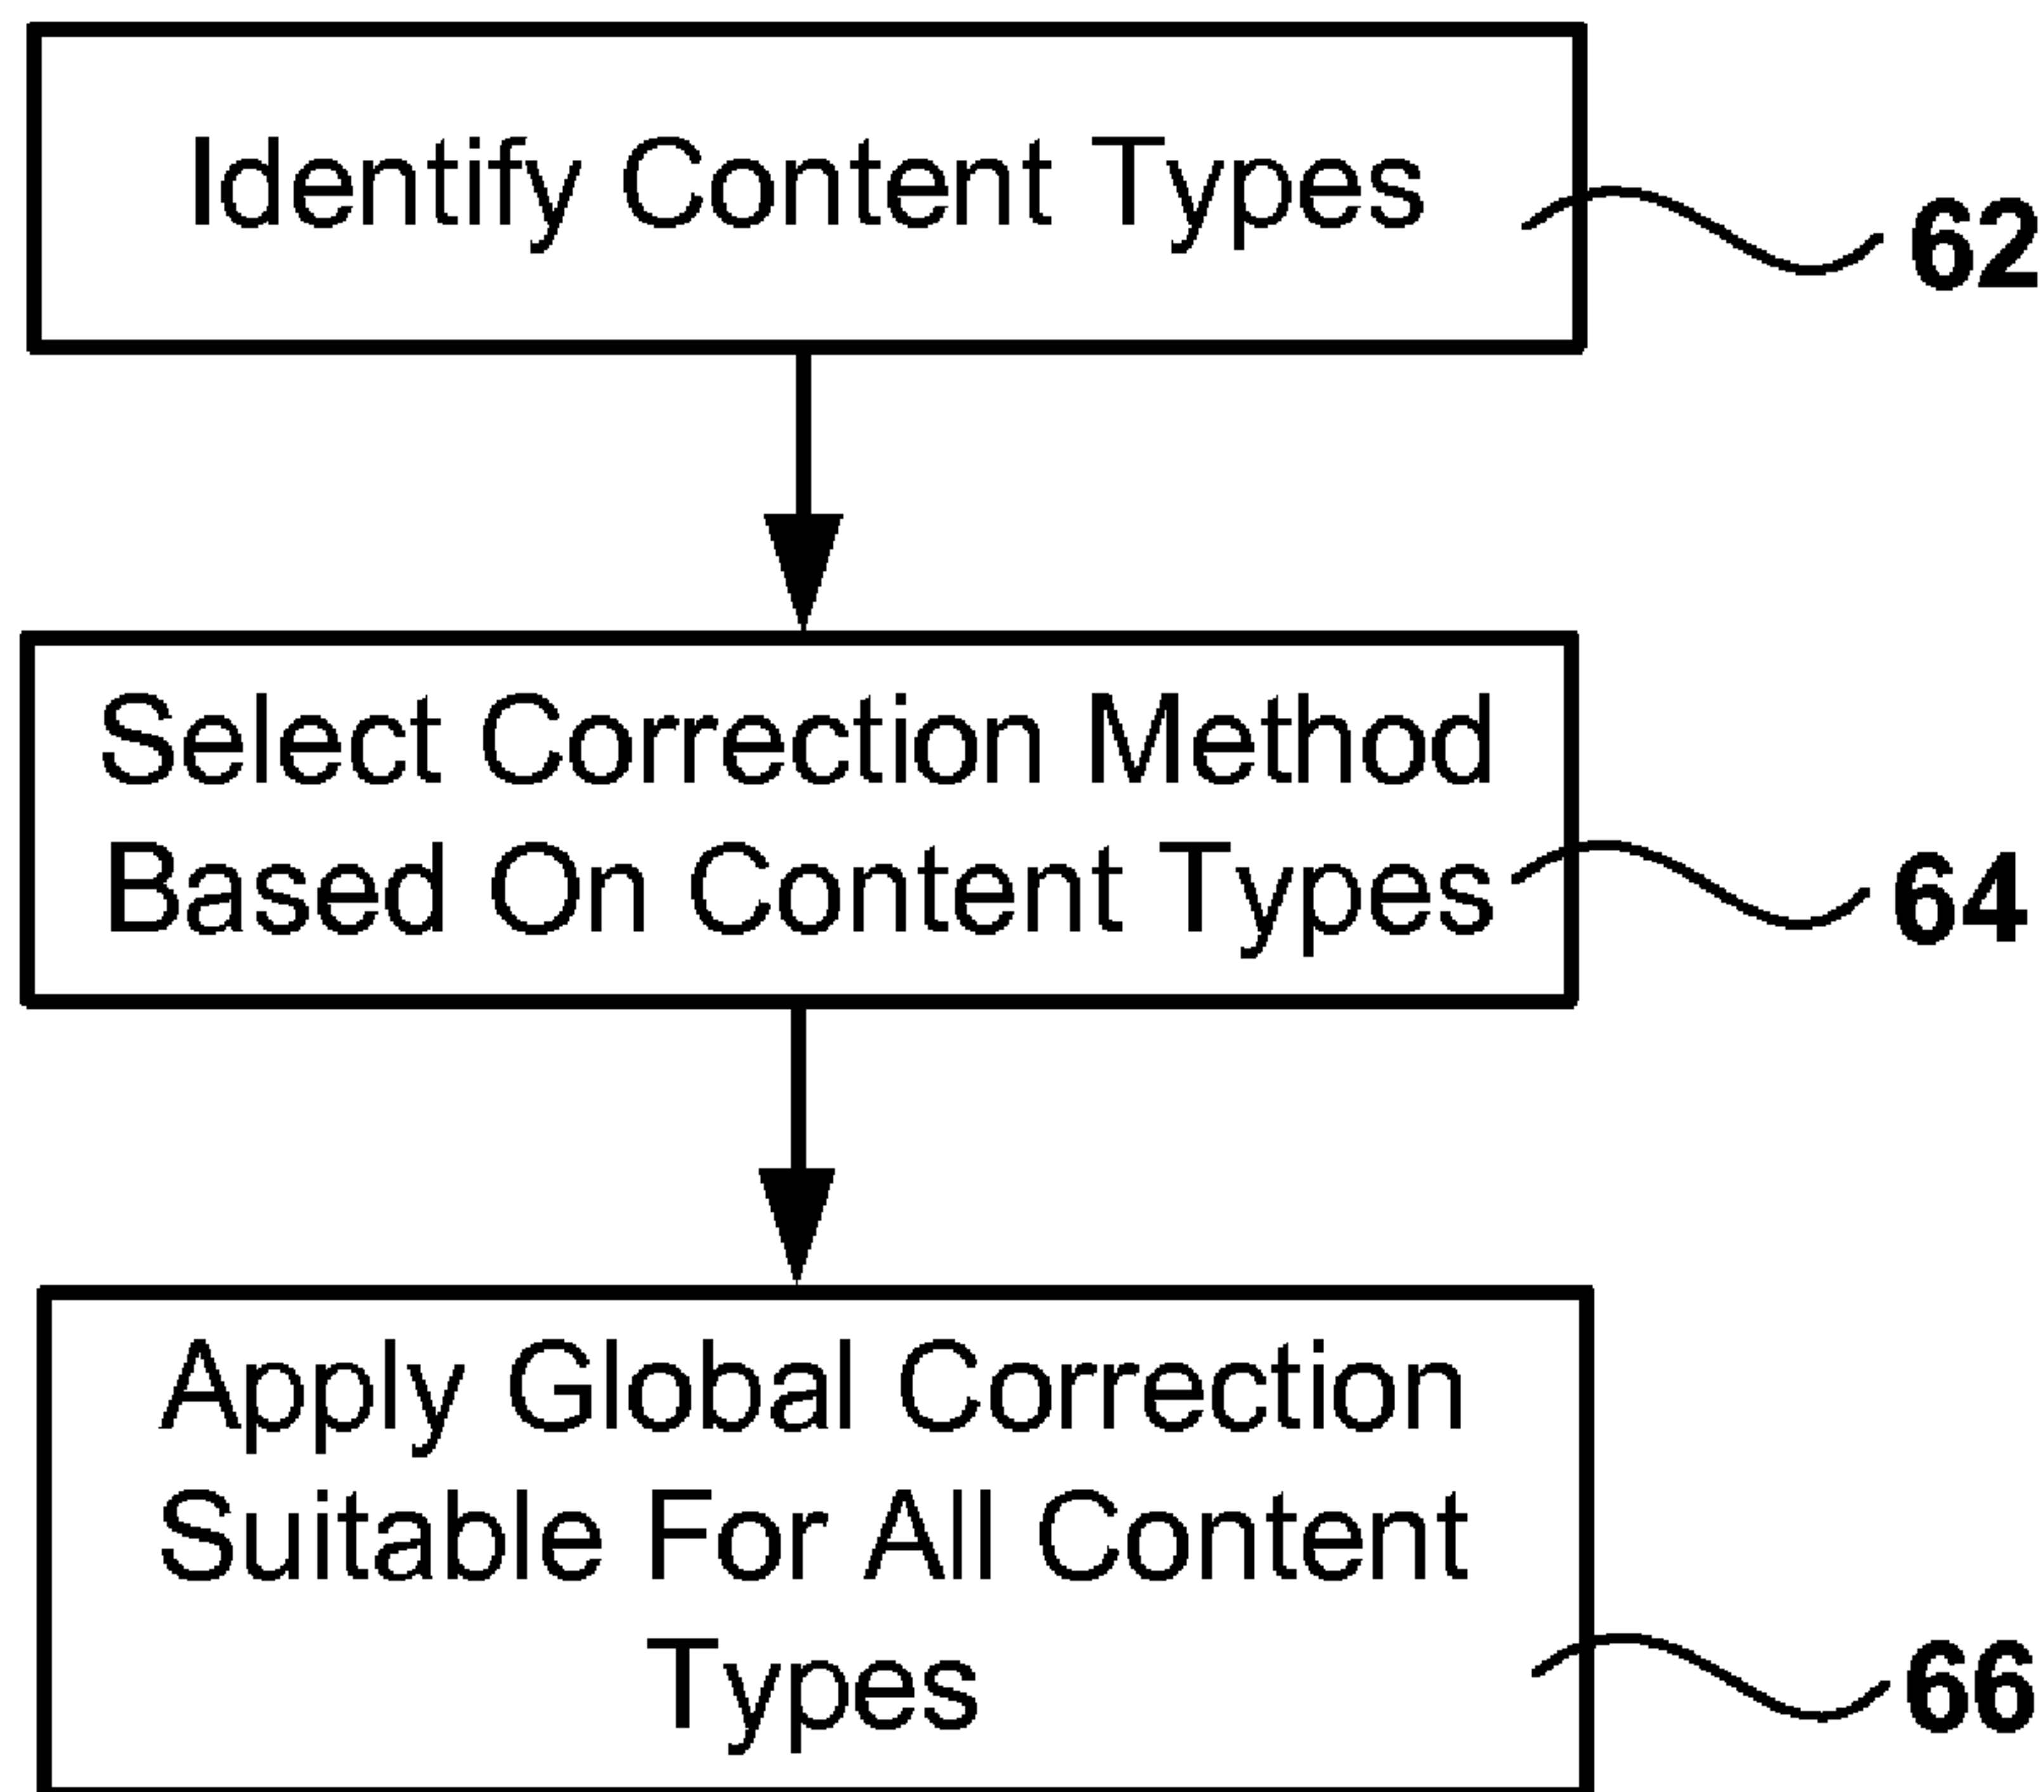 Identify Content Types
62
Select Correction Method
Based On Content Types
64
Apply Global Correction
Suitable For All Content
Types
66